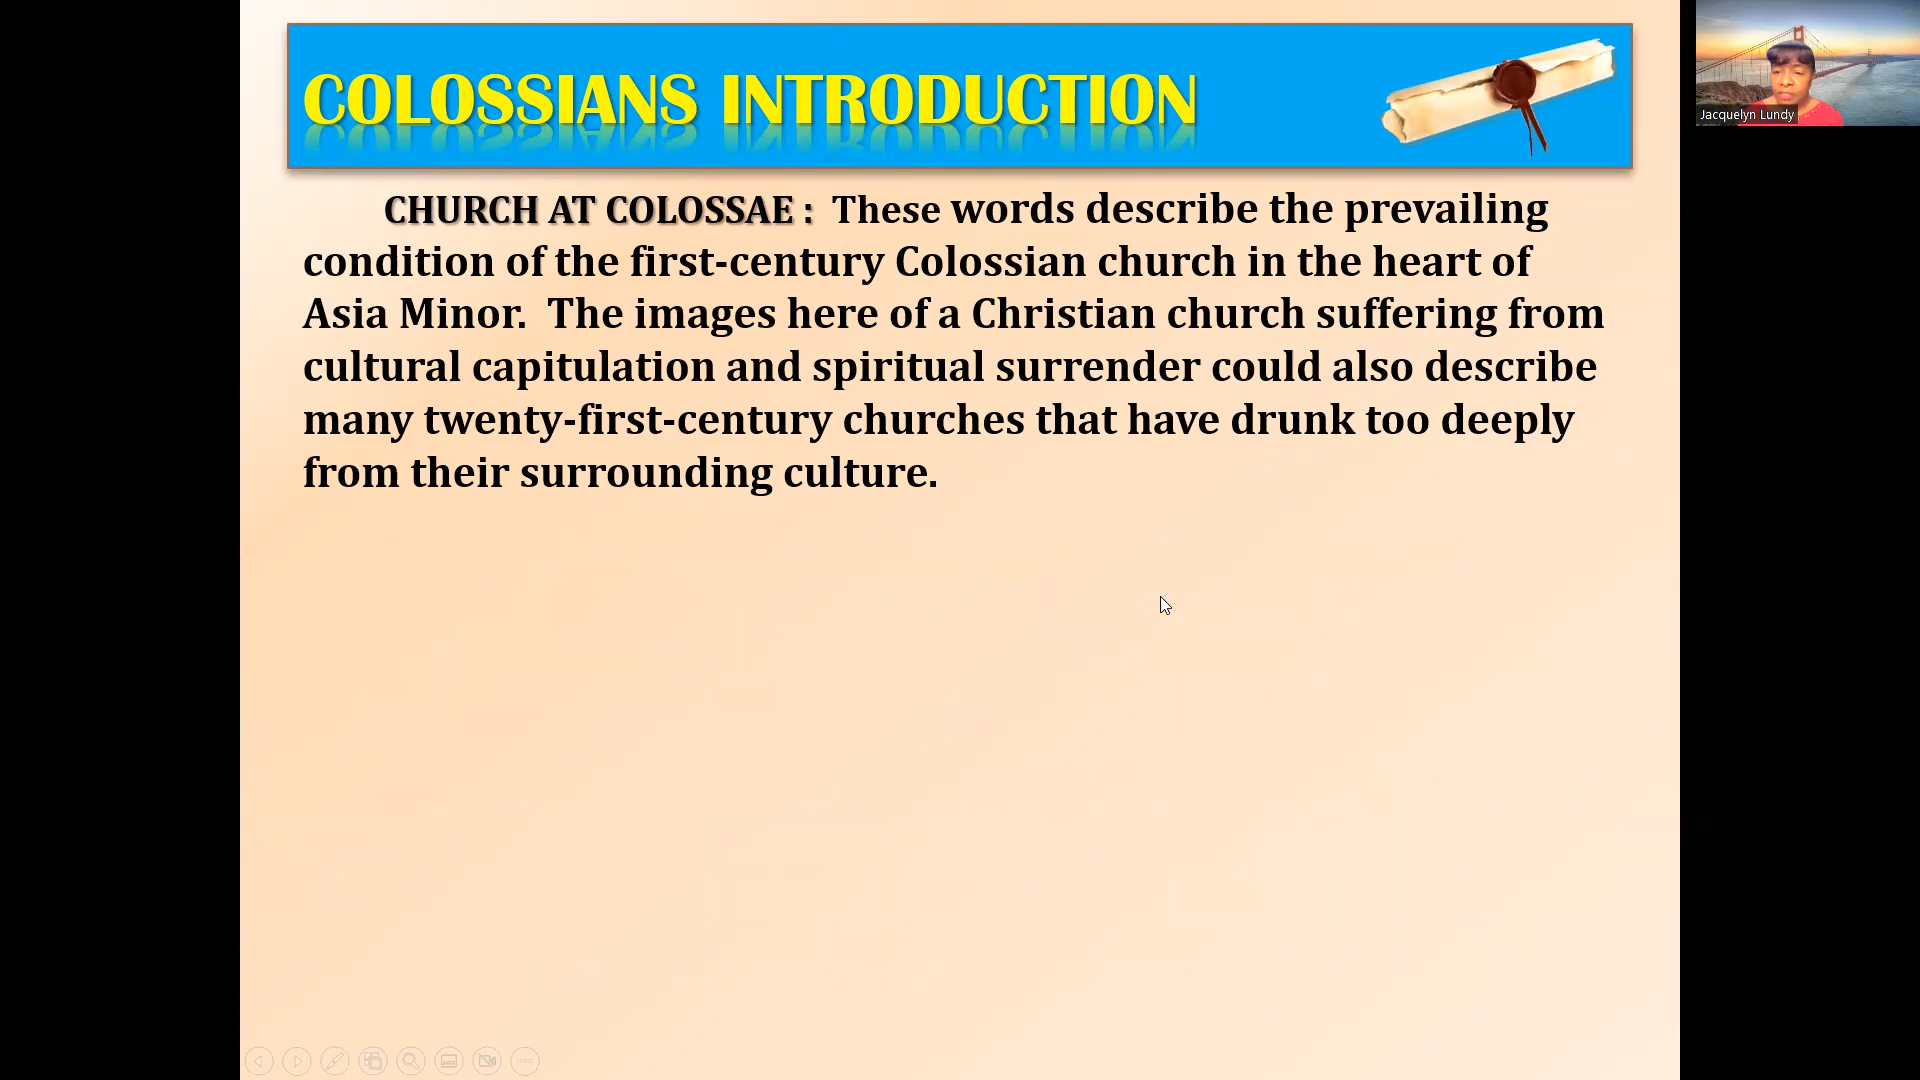 COLOSSIANS INTRODUCTION
Jacquelyn Lundy
CHURCH AT COLOSSAE : These words describe the prevailing
condition of the first-century Colossian church in the heart of
Asia Minor. The images here of a Christian church suffering from
cultural capitulation and spiritual surrender could also describe
many twenty-first-century churches that have drunk too deeply
from their surrounding culture.